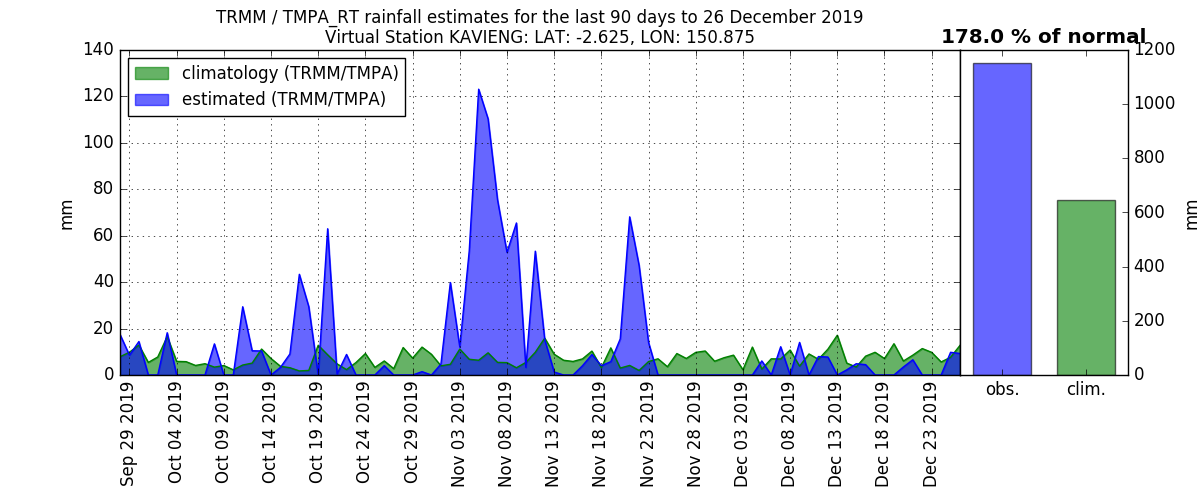 TRMM / TMPA_RT rainfall estimates for the last 90 days to 26 December 2019
Virtual Station KAVIENG: LAT: -2.625, LON: 150.875
178.0 % of normal
climatology (TRMM/TMPA)
estimated (TRMM/TMPA)
mm
140
120
100
80
60
40
20
0
Sep 29 2019
Oct 04 2019
Oct 09 2019
Oct 14 2019
Oct 19 2019
Oct 24 2019
Oct 29 2019
Nov 03 2019
Nov 08 2019
Nov 13 2019
Nov 18 2019
Nov 23 2019
Nov 28 2019
Dec 03 2019
Dec 08 2019
Dec 13 2019
Dec 18 2019
Dec 23 2019
obs.
clim.
1200
1000
800
600
400
200
0
mm